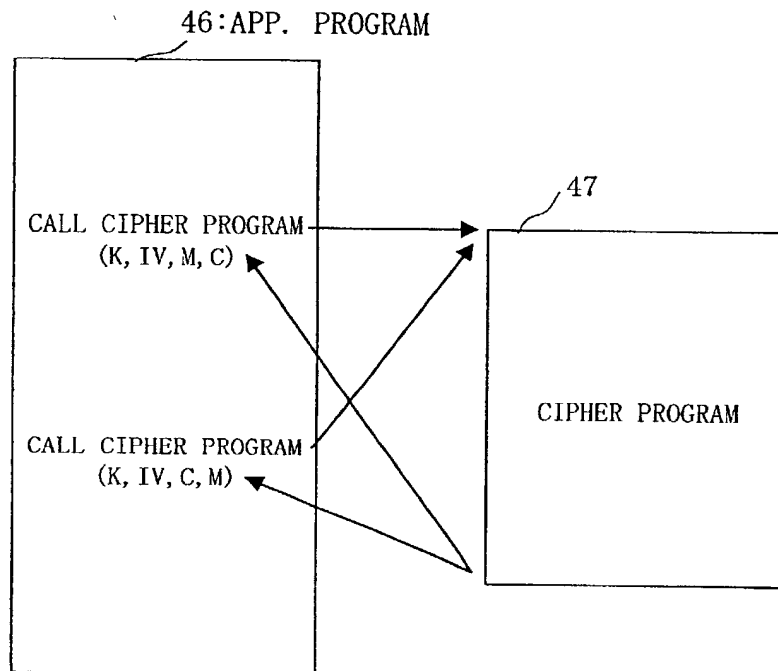 46:APP. PROGRAM
47
CALL CIPHER PROGRAM
(K, IV, M, C)
CIPHER PROGRAM
CALL CIPHER PROGRAM
(K, IV, C, M)